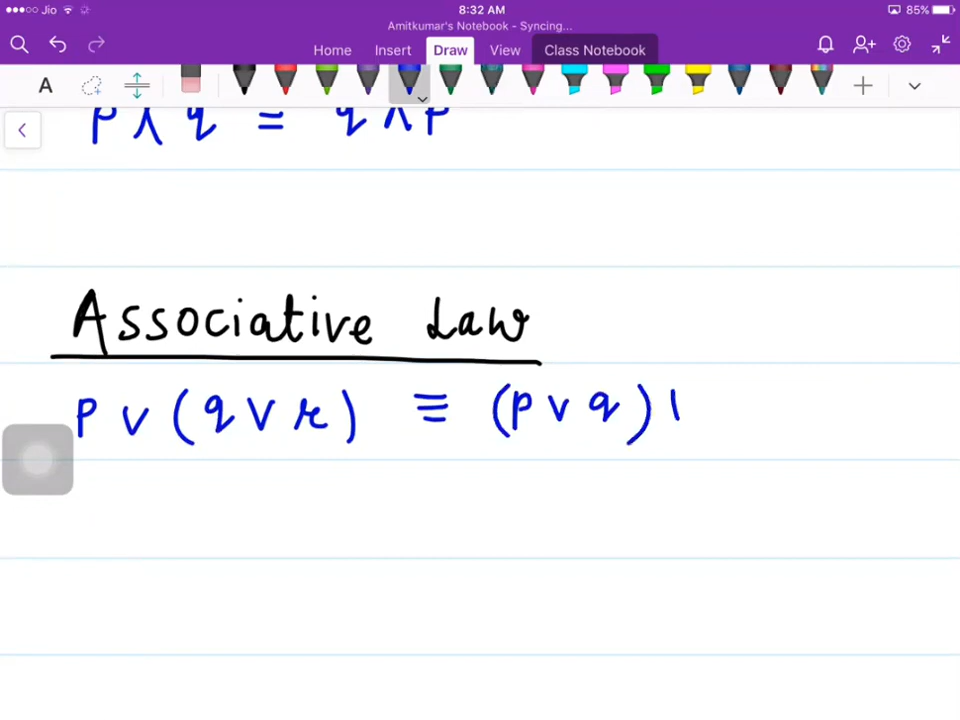 Jio 8:32 AM 85%
Amitkumar's Notebook - Syncing...
Home Insert Draw View Class Notebook
A
p ∧ q ≡ q ∧ p
Associative Law
p ∨ (q ∨ r) ≡ (p ∨ q) \